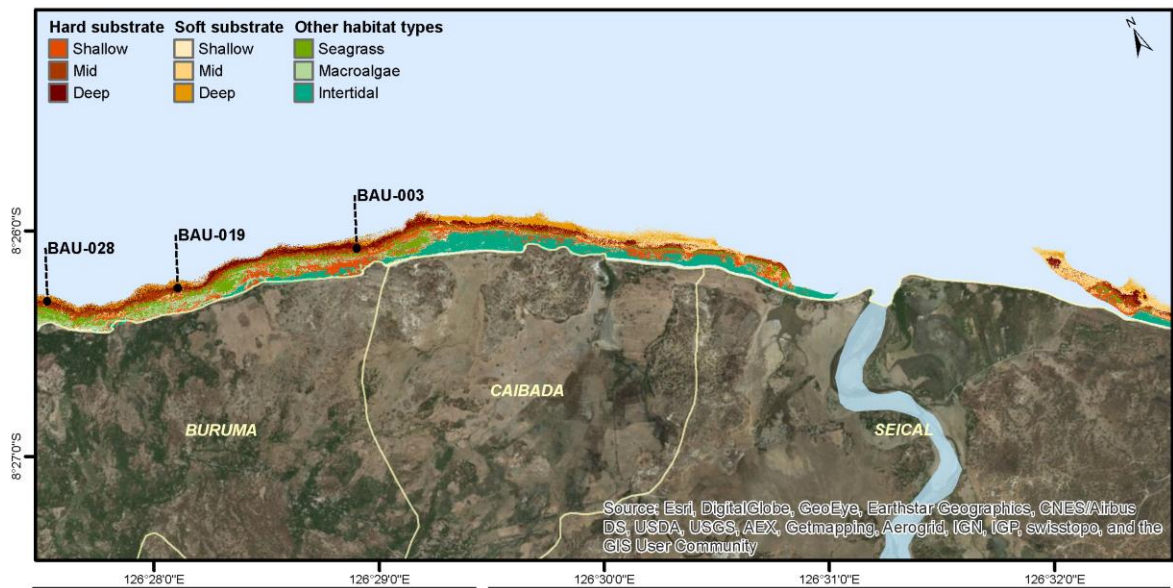 Hard substrate Soft substrate Other habitat types
Shallow Shallow Seagrass
Mid Mid Macroalgae
Deep Deep Intertidal
N
BAU-003
8°26'0"S
BAU-019
BAU-028
CAIBADA
BURUMA
SEICAL
8°27'0"S
Source: Esri, DigitalGlobe, GeoEye, Earthstar Geographics, CNES/Airbus
DS, USDA, USGS, AEX, Getmapping, Aerogrid, IGN, IGP, swisstopo, and the
GIS User Community
126°28'0"E 126°29'0"E 126°30'0"E 126°31'0"E 126°32'0"E